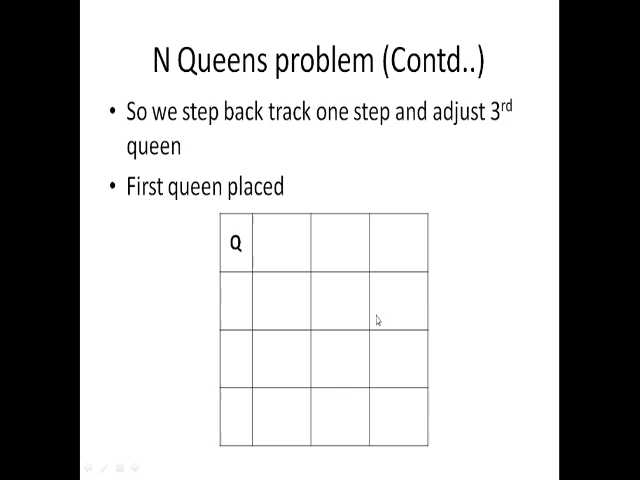 N Queens problem (Contd..)
• So we step back track one step and adjust 3rd
queen
• First queen placed
Q